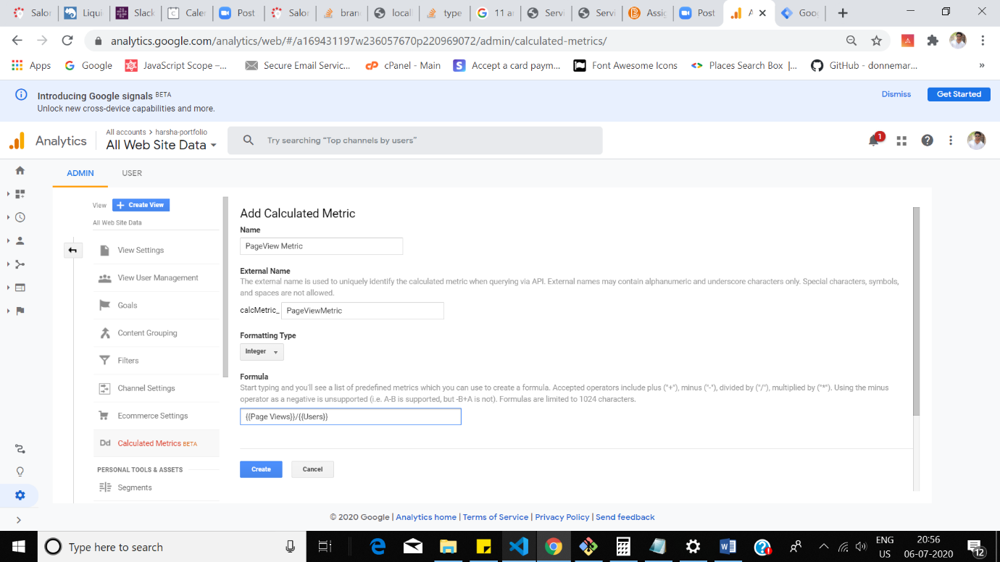 Salor
Liqui
Slack
Caler
Post
Salor
bran
locali
type
11 ar
Servi
Servi
Assig
Post
A
Goog
analytics.google.com/analytics/web/#/a169431197w236057670p220969072/admin/calculated-metrics/
Apps
Google
JavaScript Scope –...
Secure Email Servic...
cPanel - Main
Accept a card paym...
Font Awesome Icons
Places Search Box |...
GitHub - donnemar...
»
Introducing Google signals BETA
Unlock new cross-device capabilities and more.
Dismiss
Get Started
Analytics
All accounts > harsha-portfolio
All Web Site Data
Try searching “Top channels by users”
1
ADMIN
USER
View
+ Create View
All Web Site Data
View Settings
View User Management
Goals
Content Grouping
Filters
Channel Settings
Ecommerce Settings
Dd Calculated Metrics BETA
PERSONAL TOOLS & ASSETS
Segments
Add Calculated Metric
Name
PageView Metric
External Name
The external name is used to uniquely identify the calculated metric when querying via API. External names may contain alphanumeric and underscore characters only. Special characters, symbols,
and spaces are not allowed.
calcMetric_ PageViewMetric
Formatting Type
Integer
Formula
Start typing and you'll see a list of predefined metrics which you can use to create a formula. Accepted operators include plus ("+"), minus ("-"), divided by ("/"), multiplied by ("*"). Using the minus
operator as a negative is unsupported (i.e. A-B is supported, but -B+A is not). Formulas are limited to 1024 characters.
{{Page Views}}/{{Users}}
Create
Cancel
© 2020 Google | Analytics home | Terms of Service | Privacy Policy | Send feedback
Type here to search
ENG
US
20:56
06-07-2020
12